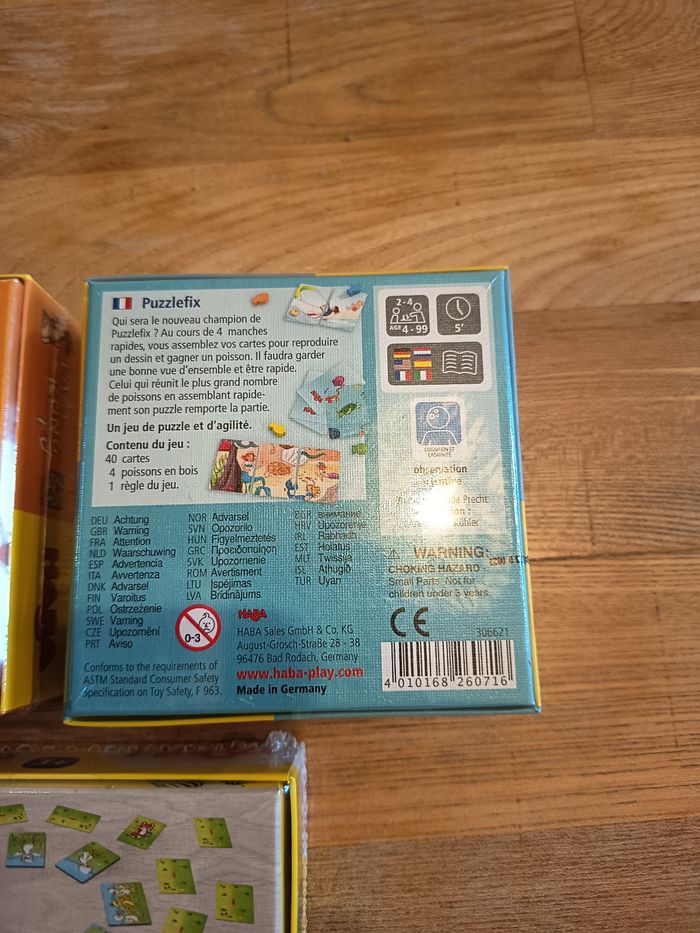 Puzzlefix
Qui sera le nouveau champion de
Puzzlefix ? Au cours de 4 manches
rapides, vous assemblez vos cartes pour reproduire
un dessin et gagner un poisson. Il faudra garder
une bonne vue d'ensemble et être rapide.
Celui qui réunit le plus grand nombre
de poissons en assemblant rapide-
ment son puzzle remporte la partie.
Un jeu de puzzle et d'agilité.
Contenu du jeu :
40 cartes
4 poissons en bois
1 règle du jeu.
2-4
AGE 4-99
5'
COGNITION ET
CRÉATIVITÉ
observation
de Precht
DEU Achtung
GBR Warning
FRA Attention
NLD Waarschuwing
ESP Advertencia
ITA Avvertenza
DNK Advarsel
FIN Varoitus
POL Ostrzeżenie
SWE Varning
CZE Upozornění
PRT Aviso
NOR Advarsel
SVN Opozorilo
HUN Figyelmeztetés
GRC Προειδοποίηση
SVK Upozornenie
ROM Avertisment
LTU Įspėjimas
LVA Brīdinājums
BGR внимание
HRV Upozorenje
IRL Rabhadh
EST Hoiatus
MLT Twissija
ISL Athugið
TUR Uyarı
WARNING:
CHOKING HAZARD -
Small Parts. Not for
children under 3 years.
0-3
HABA
HABA Sales GmbH & Co. KG
August-Grosch-Straße 28 - 38
96476 Bad Rodach, Germany
www.haba-play.com
Made in Germany
Conforms to the requirements of
ASTM Standard Consumer Safety
Specification on Toy Safety, F 963.
CE
306621
4 010168 260716
HABA